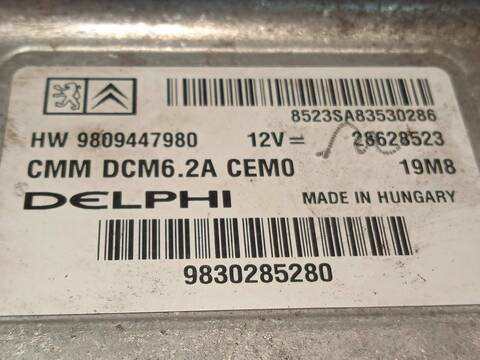 8523SA83530286
HW 9809447980 12V 28628523
CMM DCM6.2A CEM0 19M8
DELPHI MADE IN HUNGARY
9830285280